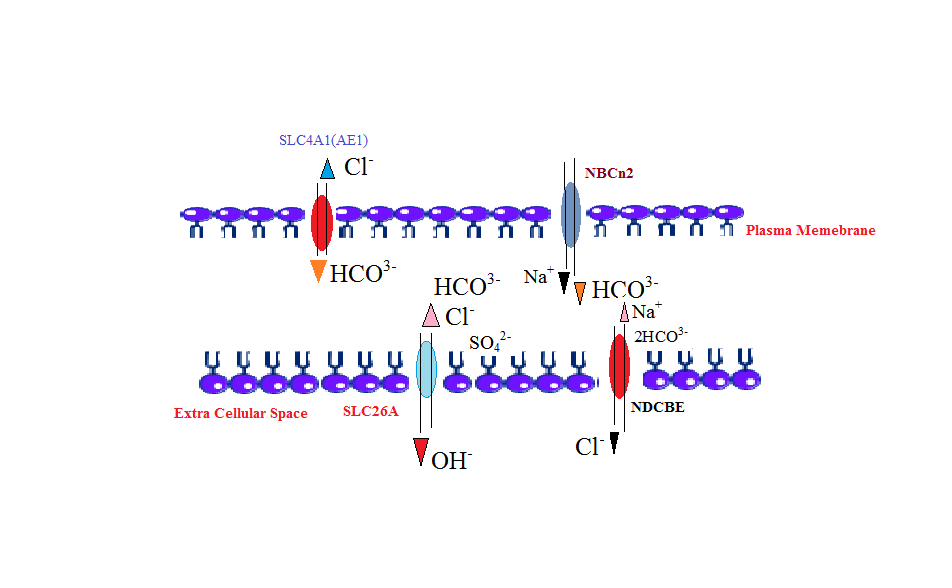 SLC4A1(AE1)
Cl⁻
NBCn2
Plasma Memebrane
HCO³⁻
Na⁺
HCO³⁻
HCO³⁻
Cl⁻
Na⁺
SO₄²⁻
2HCO³⁻
Extra Cellular Space
SLC26A
NDCBE
Cl⁻
OH⁻